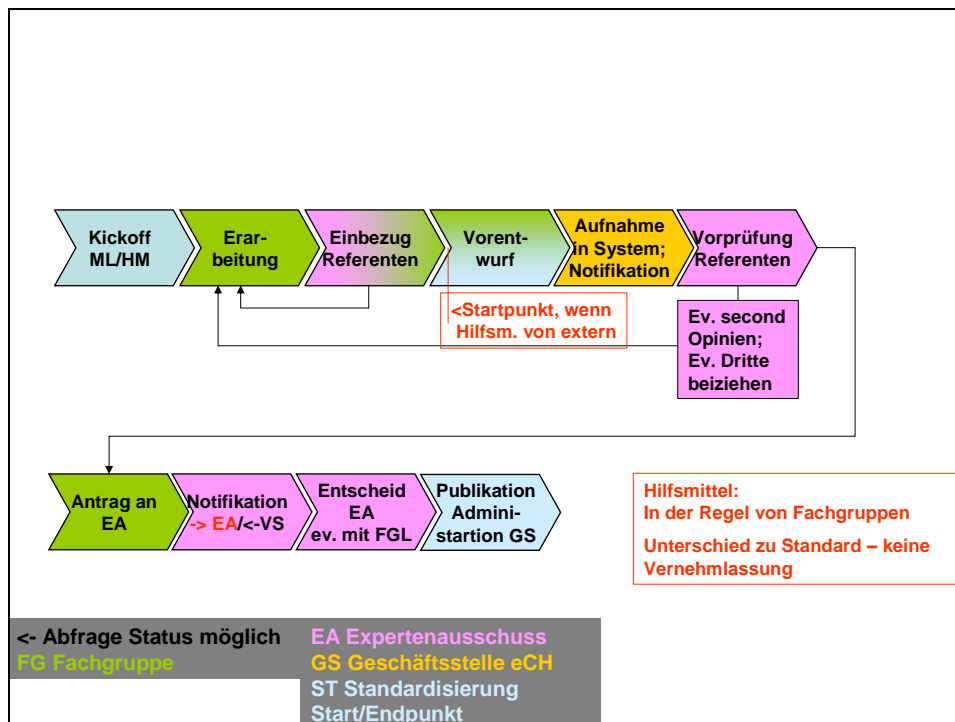 Kickoff
ML/HM
Erar-
beitung
Einbezug
Referenten
Vorent-
wurf
Aufnahme
in System;
Notifikation
Vorprüfung
Referenten
<Startpunkt, wenn
Hilfsm. von extern
Ev. second
Opinien;
Ev. Dritte
beiziehen
Antrag an
EA
Notifikation
-> EA/<-VS
Entscheid
EA
ev. mit FGL
Publikation
Admini-
startion GS
Hilfsmittel:
In der Regel von Fachgruppen
Unterschied zu Standard – keine
Vernehmlassung
<- Abfrage Status möglich
FG Fachgruppe
EA Expertenausschuss
GS Geschäftsstelle eCH
ST Standardisierung
Start/Endpunkt